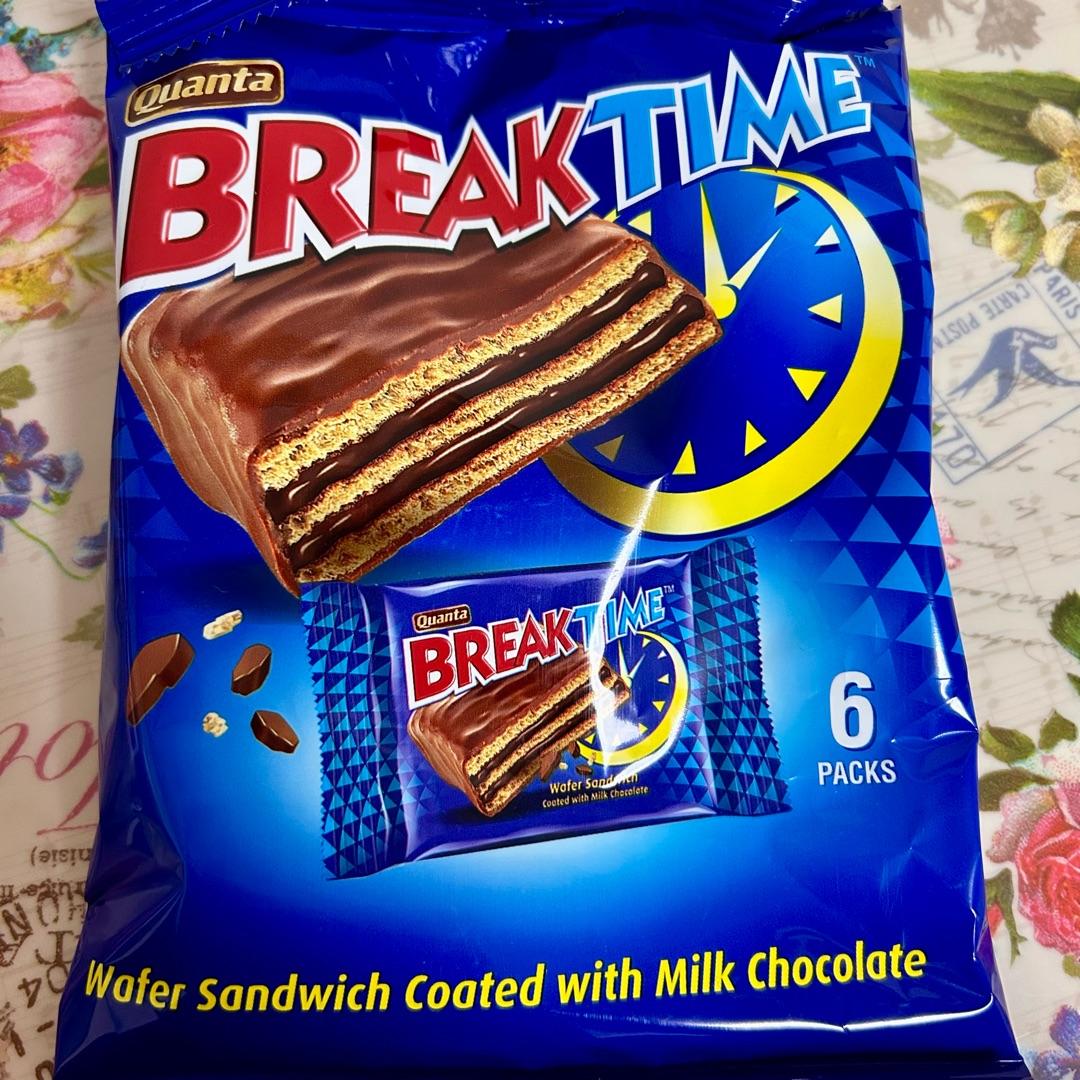 Quanta
BREAKTIME™
Quanta
BREAKTIME™
Wafer Sandwich
Coated with Milk Chocolate
6
PACKS
Wafer Sandwich Coated with Milk Chocolate
PARIS
CARTE POSTA